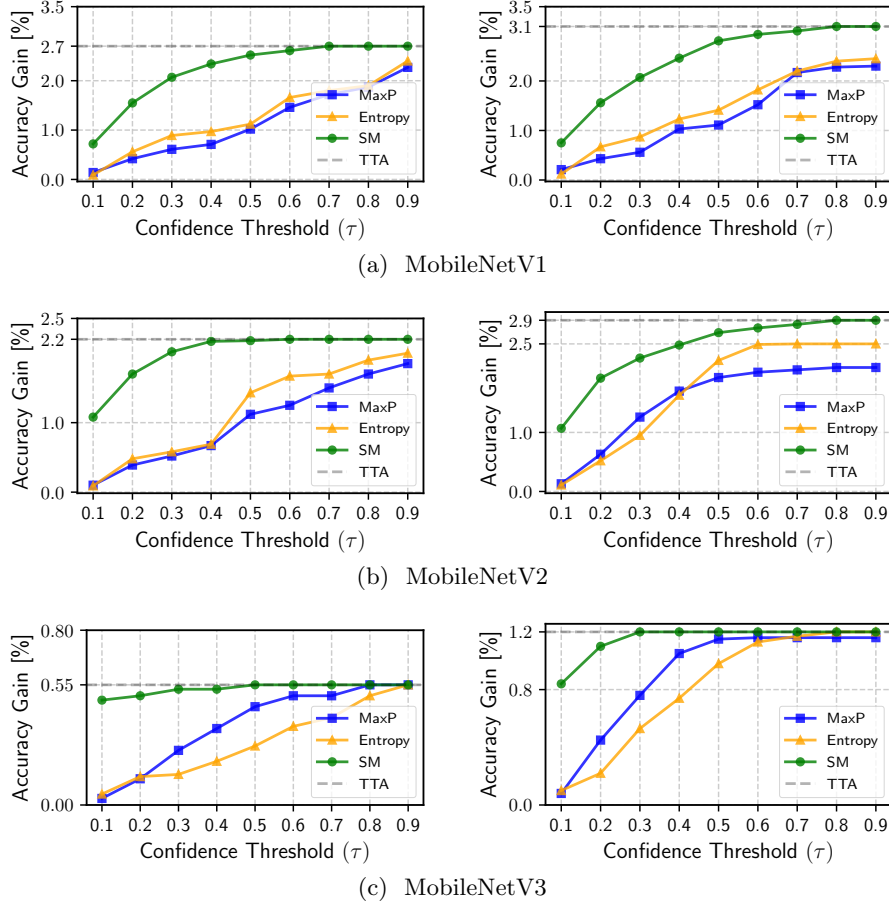 Accuracy Gain [%]
3.5
2.7
2.0
1.0
0.0
MaxP
Entropy
SM
TTA
0.1 0.2 0.3 0.4 0.5 0.6 0.7 0.8 0.9
Confidence Threshold (τ)
Accuracy Gain [%]
3.5
3.1
2.0
1.0
0.0
MaxP
Entropy
SM
TTA
0.1 0.2 0.3 0.4 0.5 0.6 0.7 0.8 0.9
Confidence Threshold (τ)
(a) MobileNetV1
Accuracy Gain [%]
2.5
2.2
1.0
0.0
MaxP
Entropy
SM
TTA
0.1 0.2 0.3 0.4 0.5 0.6 0.7 0.8 0.9
Confidence Threshold (τ)
Accuracy Gain [%]
2.9
2.5
1.0
0.0
MaxP
Entropy
SM
TTA
0.1 0.2 0.3 0.4 0.5 0.6 0.7 0.8 0.9
Confidence Threshold (τ)
(b) MobileNetV2
Accuracy Gain [%]
0.80
0.55
0.00
MaxP
Entropy
SM
TTA
0.1 0.2 0.3 0.4 0.5 0.6 0.7 0.8 0.9
Confidence Threshold (τ)
Accuracy Gain [%]
1.2
0.8
0.0
MaxP
Entropy
SM
TTA
0.1 0.2 0.3 0.4 0.5 0.6 0.7 0.8 0.9
Confidence Threshold (τ)
(c) MobileNetV3